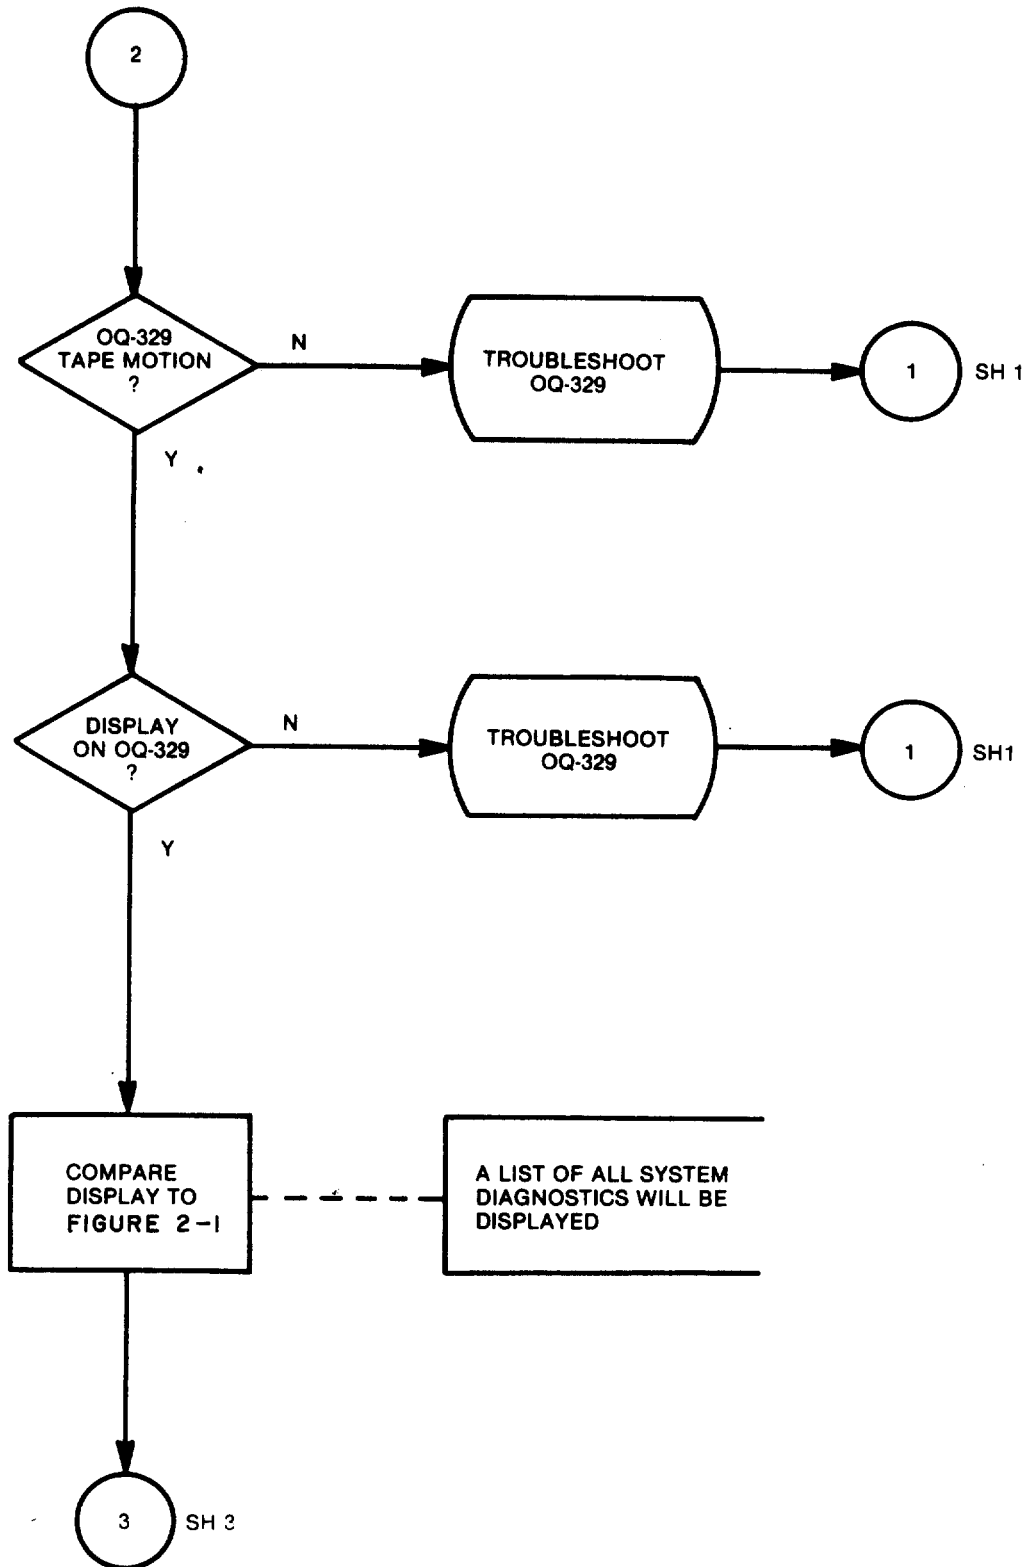 2
OQ-329
TAPE MOTION
?
N
TROUBLESHOOT
OQ-329
1
SH 1
Y
DISPLAY
ON OQ-329
?
N
TROUBLESHOOT
OQ-329
1
SH1
Y
COMPARE
DISPLAY TO
FIGURE 2-1
A LIST OF ALL SYSTEM
DIAGNOSTICS WILL BE
DISPLAYED
3
SH 3